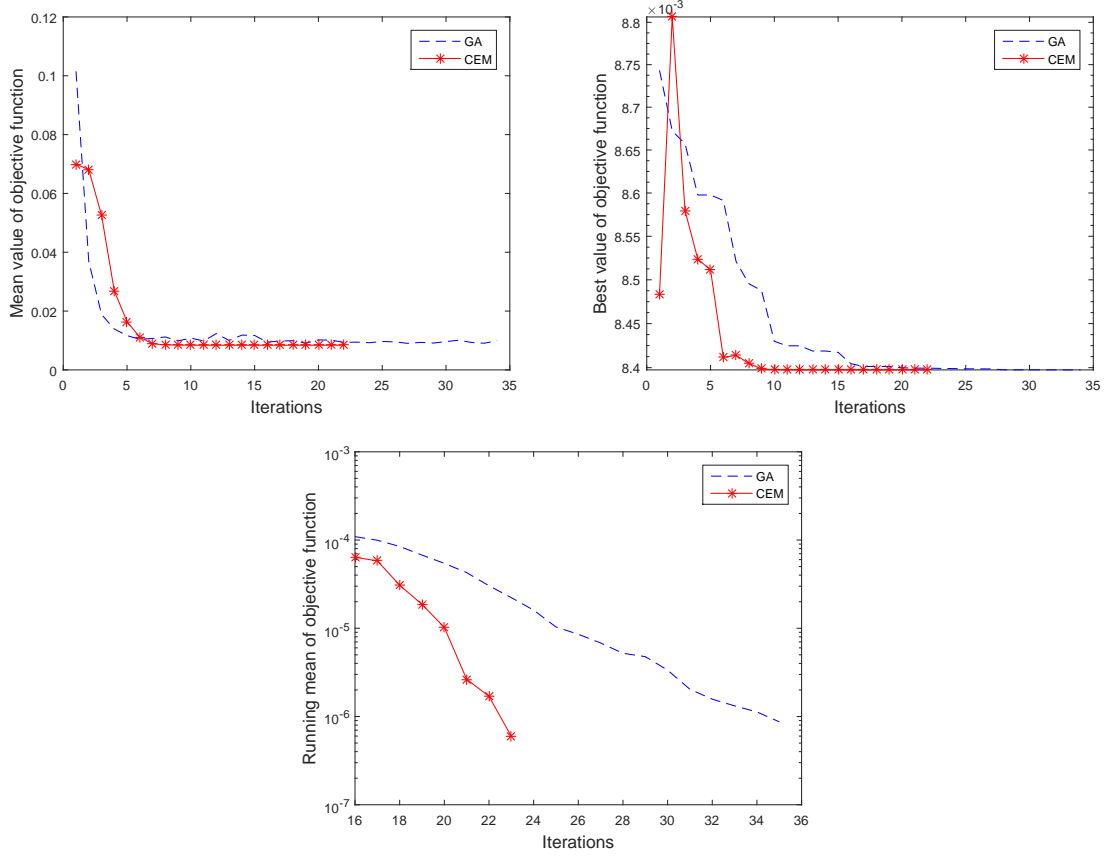 Mean value of objective function
0.12
0.1
0.08
0.06
0.04
0.02
0
0 5 10 15 20 25 30 35
Iterations
GA
CEM
×10-3
Best value of objective function
8.8
8.75
8.7
8.65
8.6
8.55
8.5
8.45
8.4
0 5 10 15 20 25 30 35
Iterations
GA
CEM
Running mean of objective function
10-3
10-4
10-5
10-6
10-7
16 18 20 22 24 26 28 30 32 34 36
Iterations
GA
CEM